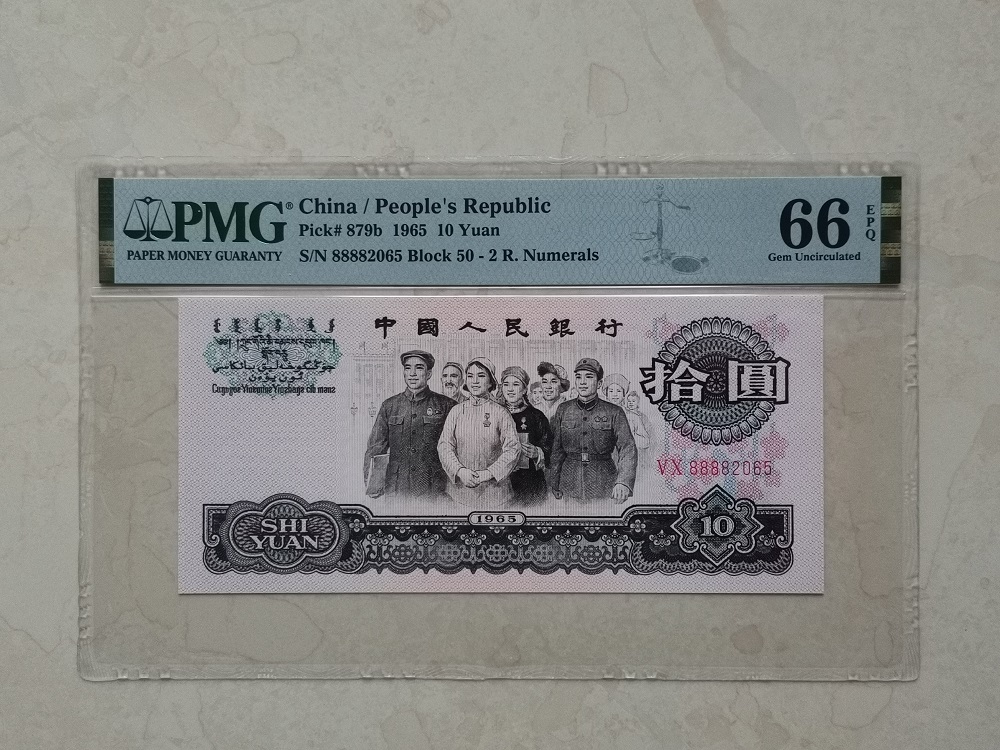 PMG®
PAPER MONEY GUARANTY
China / People's Republic
Pick# 879b 1965 10 Yuan
S/N 88882065 Block 50 - 2 R. Numerals
66
EPQ
Gem Uncirculated
中國人民銀行
拾圓
VX 88882065
1965
SHI
YUAN
10